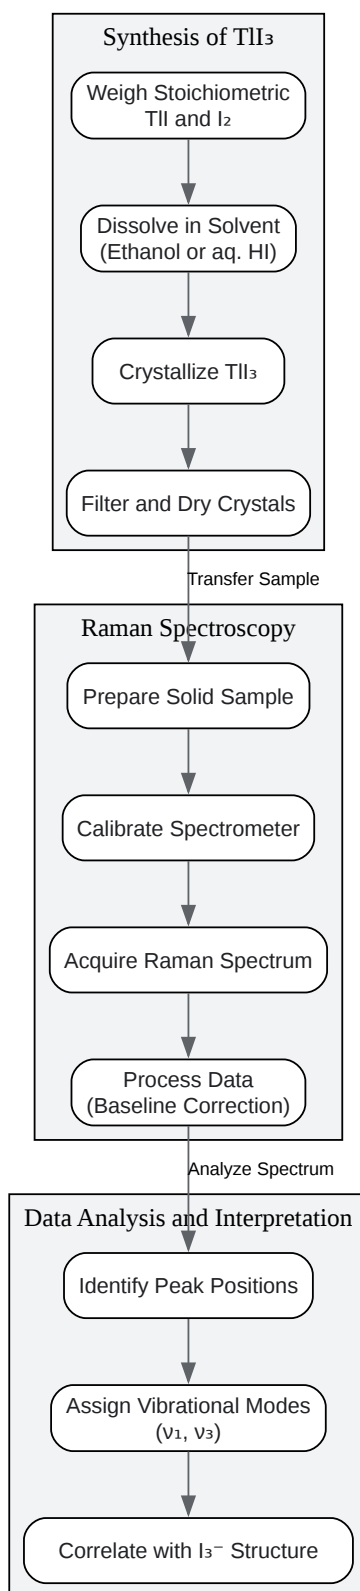 Synthesis of TlI₃
Weigh Stoichiometric
TlI and I₂
Dissolve in Solvent
(Ethanol or aq. HI)
Crystallize TlI₃
Filter and Dry Crystals
Transfer Sample
Raman Spectroscopy
Prepare Solid Sample
Calibrate Spectrometer
Acquire Raman Spectrum
Process Data
(Baseline Correction)
Analyze Spectrum
Data Analysis and Interpretation
Identify Peak Positions
Assign Vibrational Modes
(ν₁, ν₃)
Correlate with I₃⁻ Structure